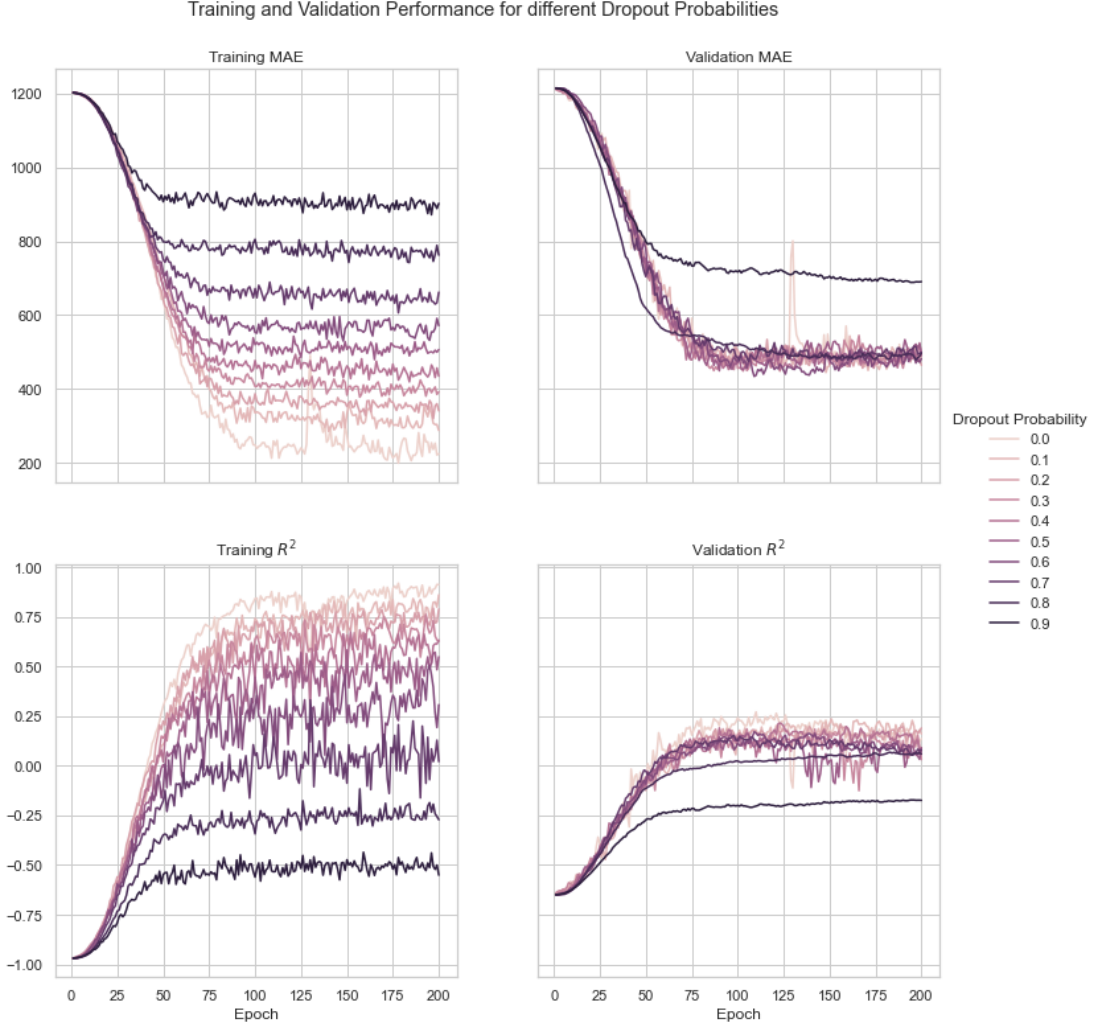 Training and Validation Performance for different Dropout Probabilities
Training MAE
1200
1000
800
600
400
200
Validation MAE
Training R²
1.00
0.75
0.50
0.25
0.00
−0.25
−0.50
−0.75
−1.00
0 25 50 75 100 125 150 175 200
Epoch
Validation R²
0 25 50 75 100 125 150 175 200
Epoch
Dropout Probability
0.0
0.1
0.2
0.3
0.4
0.5
0.6
0.7
0.8
0.9